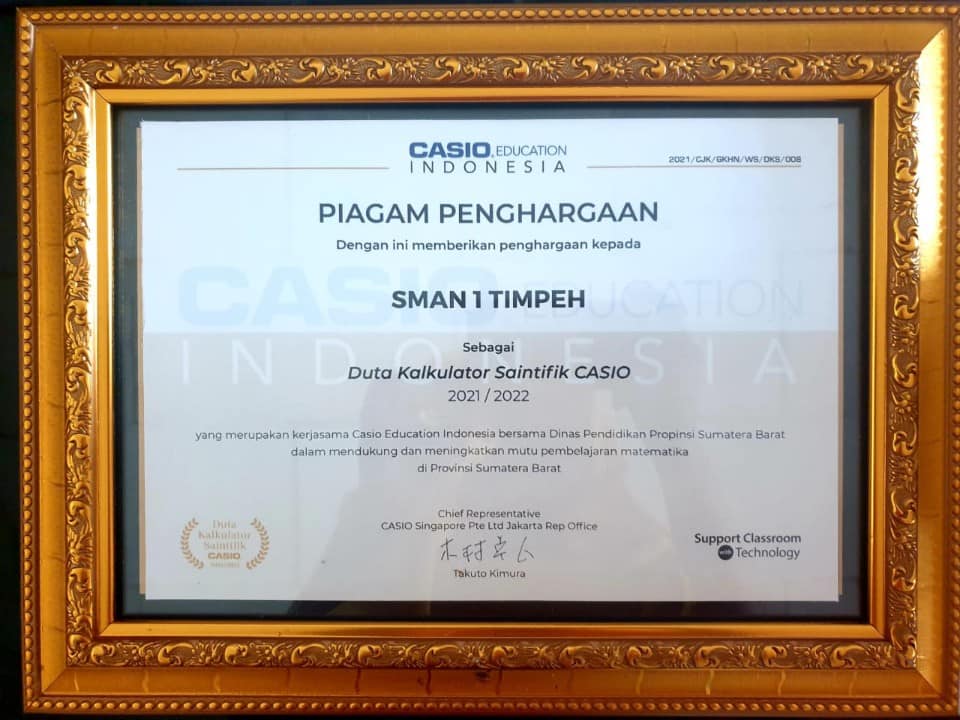 CASIO EDUCATION
INDONESIA
2021/CJK/GKHN/WS/DKS/008
PIAGAM PENGHARGAAN
Dengan ini memberikan penghargaan kepada
CASIO EDUCATION
INDONESIA
SMAN 1 TIMPEH
Sebagai
Duta Kalkulator Saintifik CASIO
2021 / 2022
yang merupakan kerjasama Casio Education Indonesia bersama Dinas Pendidikan Propinsi Sumatera Barat
dalam mendukung dan meningkatkan mutu pembelajaran matematika
di Provinsi Sumatera Barat
Chief Representative
CASIO Singapore Pte Ltd Jakarta Rep Office
Takuto Kimura
Duta
Kalkulator
Saintifik
CASIO
Support Classroom
with Technology